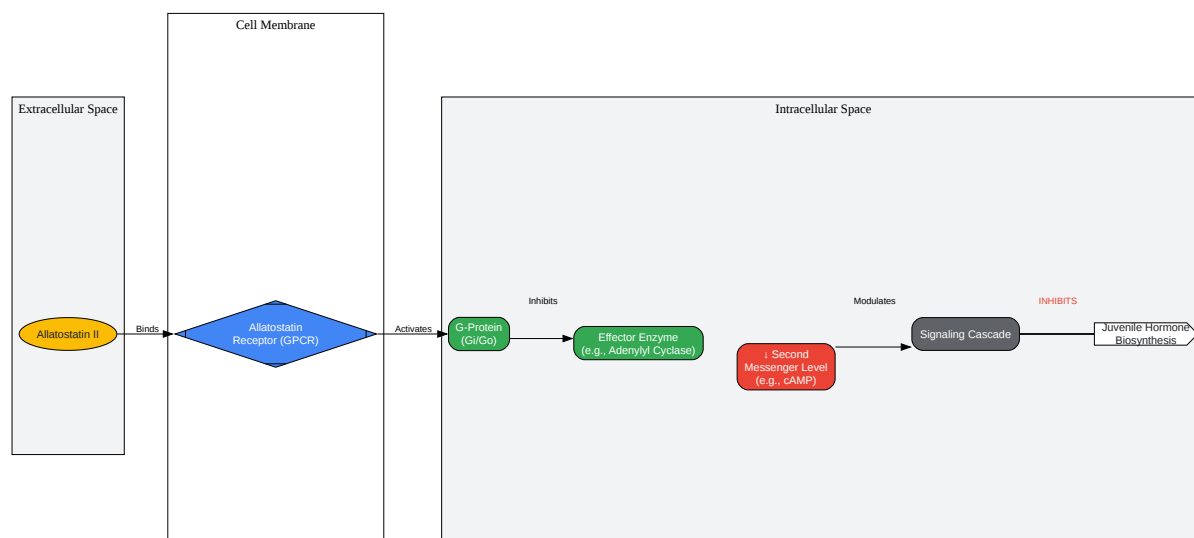 Cell Membrane
Extracellular Space
Intracellular Space
Allatostatin II
Binds
Allatostatin
Receptor (GPCR)
Activates
G-Protein
(Gi/Go)
Inhibits
Effector Enzyme
(e.g., Adenylyl Cyclase)
↓ Second
Messenger Level
(e.g., cAMP)
Modulates
Signaling Cascade
INHIBITS
Juvenile Hormone
Biosynthesis